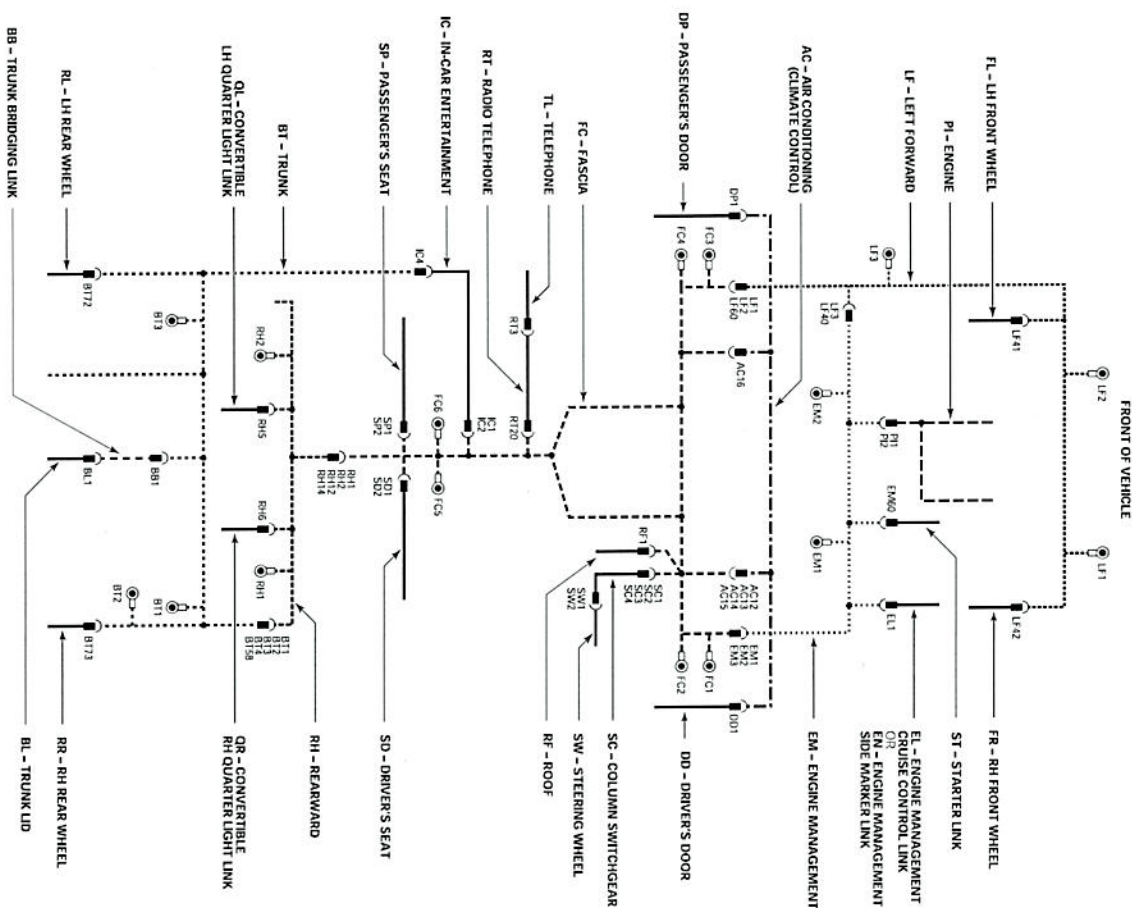 FRONT OF VEHICLE
FL – LH FRONT WHEEL
PI – ENGINE
LF – LEFT FORWARD
AC – AIR CONDITIONING
(CLIMATE CONTROL)
DP – PASSENGER'S DOOR
FC – FASCIA
TL – TELEPHONE
RT – RADIO TELEPHONE
IC – IN-CAR ENTERTAINMENT
SP – PASSENGER'S SEAT
BT – TRUNK
QL – CONVERTIBLE
LH QUARTER LIGHT LINK
RL – LH REAR WHEEL
BB – TRUNK BRIDGING LINK
LF2
LF1
LF41
LF42
LF3
LF3
LF40
PI1
PI2
EM60
EL1
EM2
EM1
DP1
FC3
FC4
LF1
LF2
LF60
AC16
AC12
AC13
AC14
AC15
EM1
EM2
EM3
DD1
FC1
FC2
RF1
SC1
SC2
SC3
SC4
SW1
SW2
RT3
RT20
IC4
IC1
IC2
FC6
FC5
SP1
SP2
SD1
SD2
RH1
RH2
RH12
RH14
RH2
RH5
RH6
RH1
BT1
BT2
BT3
BT4
BT58
BT72
BT3
BB1
BL1
BT2
BT1
BT73
FR – RH FRONT WHEEL
ST – STARTER LINK
EL – ENGINE MANAGEMENT
CRUISE CONTROL LINK
OR
EN – ENGINE MANAGEMENT
SIDE MARKER LINK
EM – ENGINE MANAGEMENT
DD – DRIVER'S DOOR
SC – COLUMN SWITCHGEAR
SW – STEERING WHEEL
RF – ROOF
SD – DRIVER'S SEAT
RH – REARWARD
QR – CONVERTIBLE
RH QUARTER LIGHT LINK
RR – RH REAR WHEEL
BL – TRUNK LID